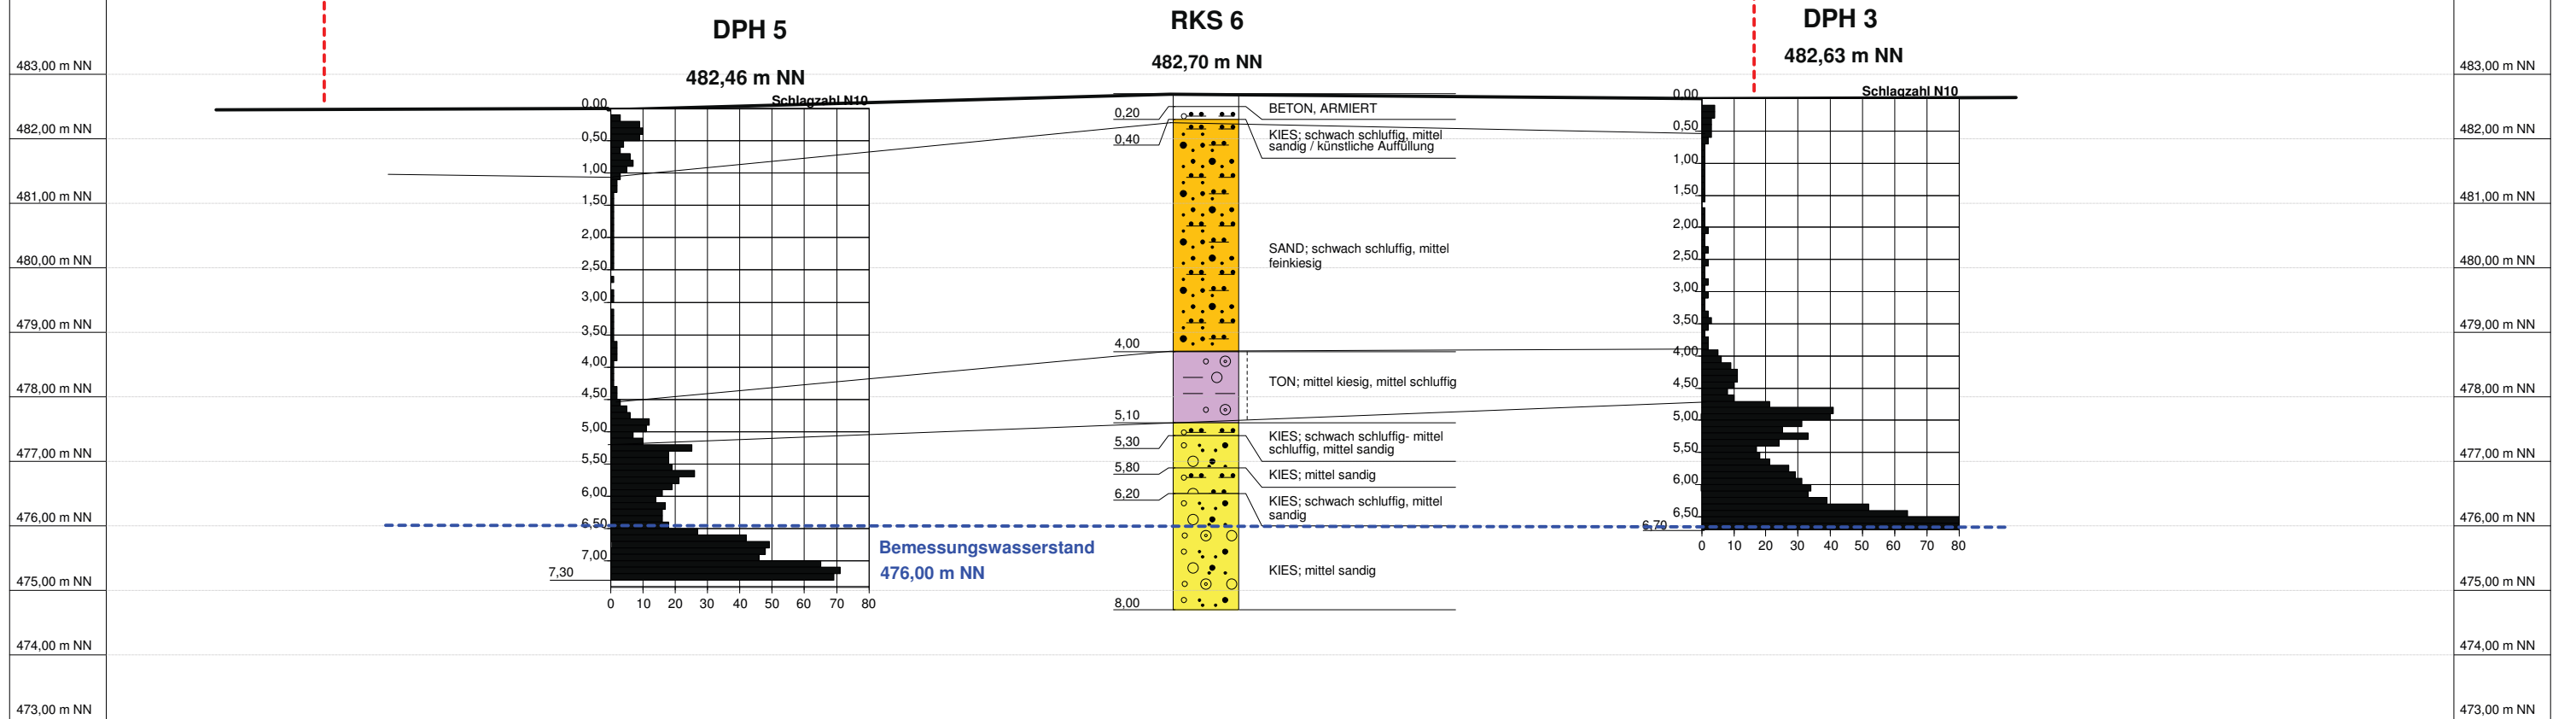 DPH 5
RKS 6
DPH 3
482,46 m NN
482,70 m NN
482,63 m NN
483,00 m NN
482,00 m NN
481,00 m NN
480,00 m NN
479,00 m NN
478,00 m NN
477,00 m NN
476,00 m NN
475,00 m NN
474,00 m NN
473,00 m NN
Schlagzahl N10
0.00
0,50
1,00
1,50
2,00
2,50
3,00
3,50
4,00
4,50
5,00
5,50
6,00
6,50
7,00
7,30
0 10 20 30 40 50 60 70 80
Bemessungswasserstand
476,00 m NN
0,20
0,40
4,00
5,10
5,30
5,80
6,20
8,00
BETON, ARMIERT
KIES; schwach schluffig, mittel
sandig / künstliche Auffüllung
SAND; schwach schluffig, mittel
feinkiesig
TON; mittel kiesig, mittel schluffig
KIES; schwach schluffig- mittel
schluffig, mittel sandig
KIES; mittel sandig
KIES; schwach schluffig, mittel
sandig
KIES; mittel sandig
Schlagzahl N10
0.00
0,50
1,00
1,50
2,00
2,50
3,00
3,50
4,00
4,50
5,00
5,50
6,00
6,50
6,70
0 10 20 30 40 50 60 70 80
483,00 m NN
482,00 m NN
481,00 m NN
480,00 m NN
479,00 m NN
478,00 m NN
477,00 m NN
476,00 m NN
475,00 m NN
474,00 m NN
473,00 m NN